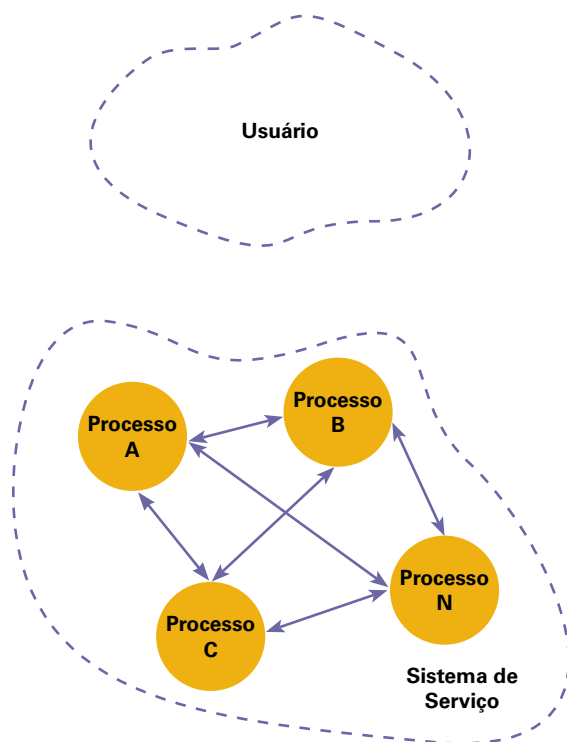 Usuário
Processo
A
Processo
B
Processo
C
Processo
N
Sistema de
Serviço